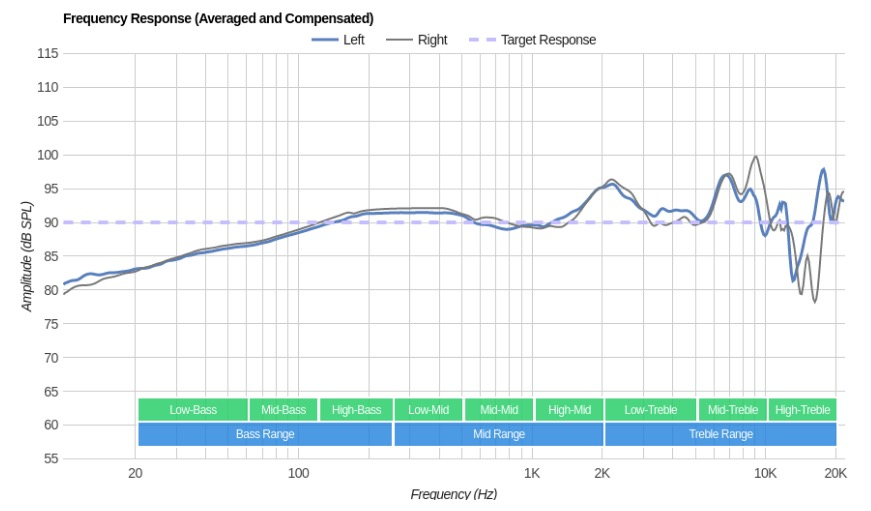 Frequency Response (Averaged and Compensated)
Left Right Target Response
115
110
105
100
95
90
85
80
75
70
65
60
55
Amplitude (dB SPL)
Low-Bass Mid-Bass High-Bass Low-Mid Mid-Mid High-Mid Low-Treble Mid-Treble High-Treble
Bass Range Mid Range Treble Range
20 100 1K 2K 10K 20K
Frequency (Hz)